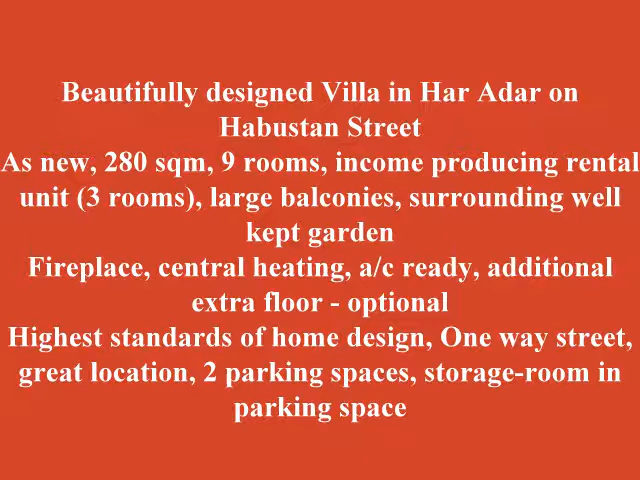 Beautifully designed Villa in Har Adar on
Habustan Street
As new, 280 sqm, 9 rooms, income producing rental
unit (3 rooms), large balconies, surrounding well
kept garden
Fireplace, central heating, a/c ready, additional
extra floor - optional
Highest standards of home design, One way street,
great location, 2 parking spaces, storage-room in
parking space